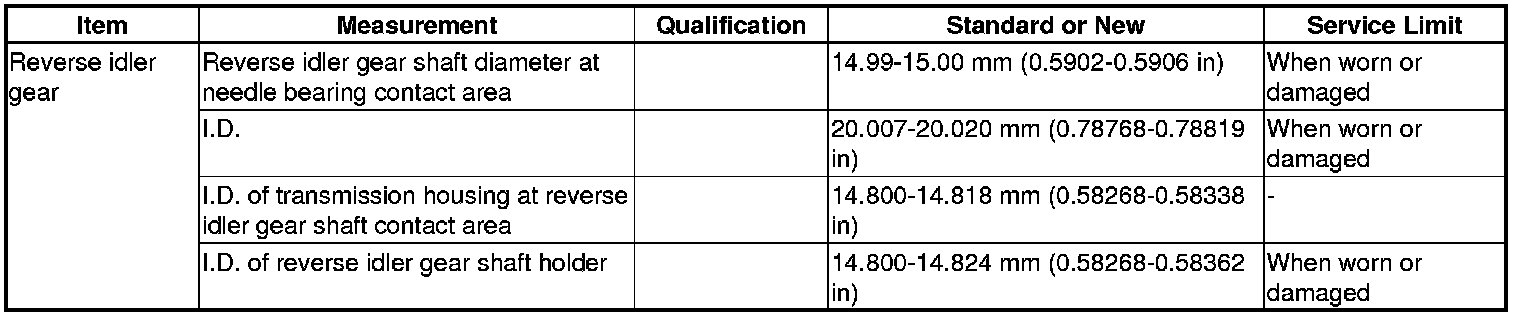 Item Measurement Qualification Standard or New Service Limit
Reverse idler gear Reverse idler gear shaft diameter at needle bearing contact area 14.99-15.00 mm (0.5902-0.5906 in) When worn or damaged
I.D. 20.007-20.020 mm (0.78768-0.78819 in) When worn or damaged
I.D. of transmission housing at reverse idler gear shaft contact area 14.800-14.818 mm (0.58268-0.58338 in) -
I.D. of reverse idler gear shaft holder 14.800-14.824 mm (0.58268-0.58362 in) When worn or damaged